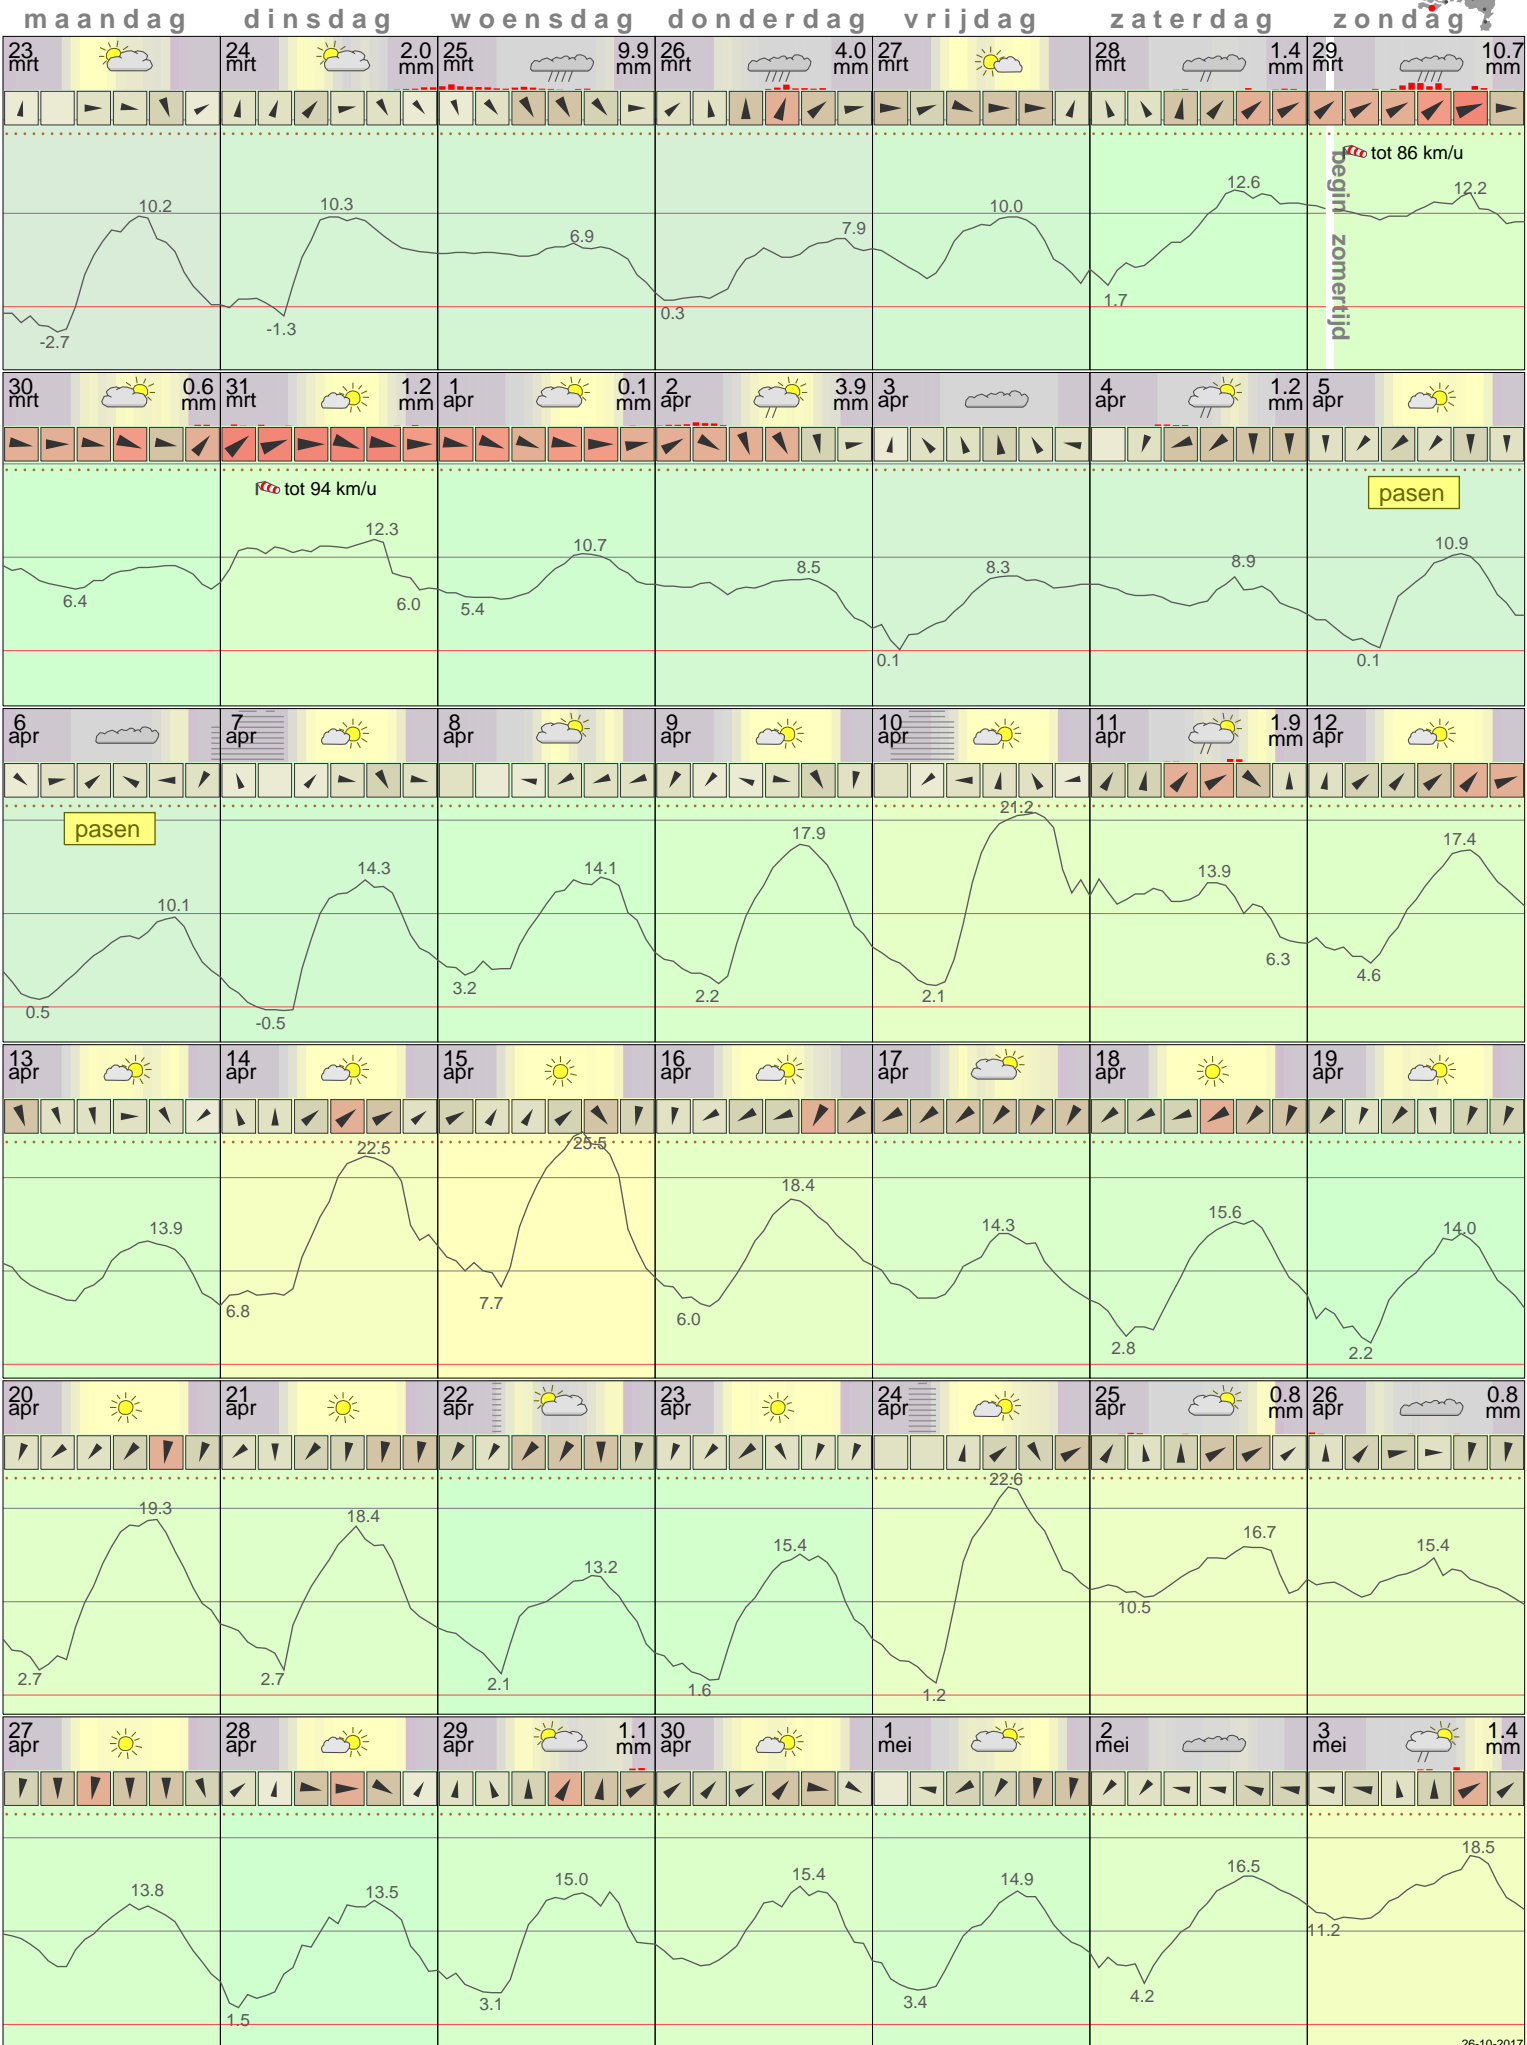 maandag dinsdag woensdag donderdag vrijdag zaterdag zondag
23 mrt
24 mrt 2.0 mm
25 mrt 9.9 mm
26 mrt 4.0 mm
27 mrt
28 mrt 1.4 mm
29 mrt 10.7 mm
tot 86 km/u
begin zomertijd
10.2 10.3 6.9 7.9 10.0 12.6 12.2
-2.7 -1.3 0.3 1.7
30 mrt 0.6 mm
31 mrt 1.2 mm
1 apr 0.1 mm
2 apr 3.9 mm
3 apr
4 apr 1.2 mm
5 apr
tot 94 km/u
pasen
12.3 10.7 8.5 8.3 8.9 10.9
6.4 6.0 5.4 0.1 0.1
6 apr
7 apr
8 apr
9 apr
10 apr
11 apr 1.9 mm
12 apr
pasen
10.1 14.3 14.1 17.9 21.2 13.9 17.4
0.5 -0.5 3.2 2.2 2.1 6.3 4.6
13 apr
14 apr
15 apr
16 apr
17 apr
18 apr
19 apr
13.9 22.5 25.5 18.4 14.3 15.6 14.0
6.8 7.7 6.0 2.8 2.2
20 apr
21 apr
22 apr
23 apr
24 apr
25 apr 0.8 mm
26 apr 0.8 mm
19.3 18.4 13.2 15.4 22.6 16.7 15.4
2.7 2.7 2.1 1.6 1.2 10.5
27 apr
28 apr
29 apr 1.1 mm
30 apr
1 mei
2 mei
3 mei 1.4 mm
13.8 13.5 15.0 15.4 14.9 16.5 18.5
1.5 3.1 3.4 4.2 11.2
26-10-2017